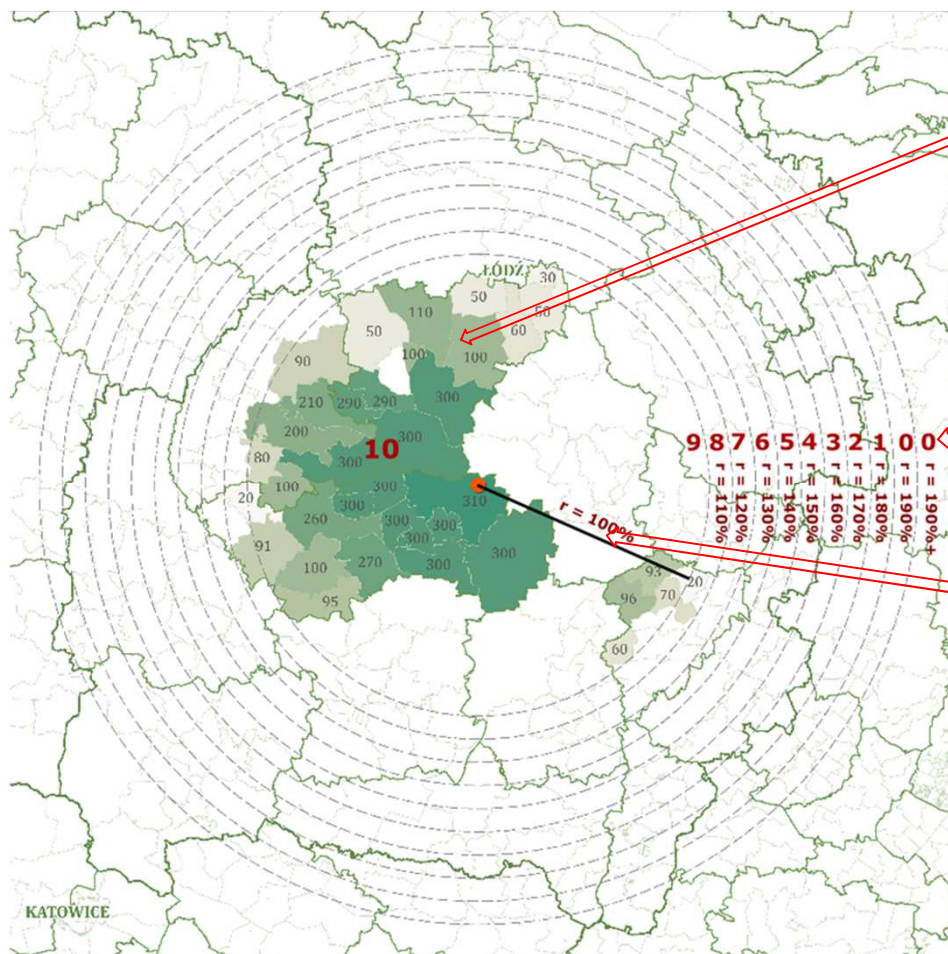 ŁÓDŹ
30
50
110
50
50
60
90
100
100
210
290
290
300
200
300
10
9 8 7 6 5 4 3 2 1 0 0
80
300
100
300
20
310
300
260
300
300
r = 100%
r = 110%
r = 120%
r = 130%
r = 140%
r = 150%
r = 160%
r = 170%
r = 180%
r = 190%
r = 190%+
91
300
300
100
270
300
93
20
95
96
70
60
KATOWICE